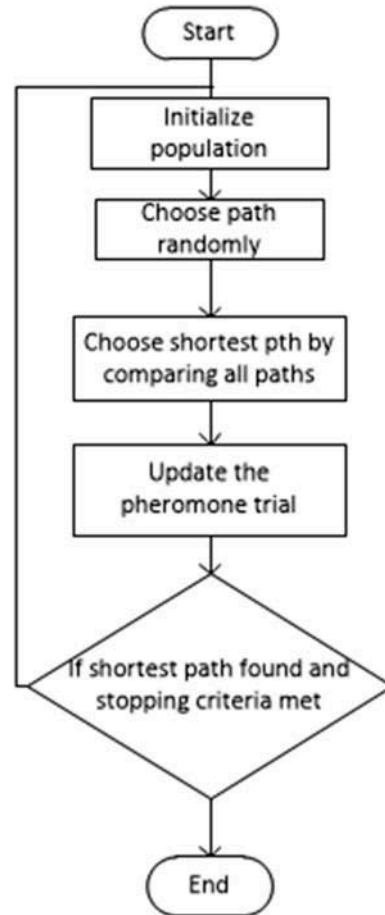 Start
Initialize
population
Choose path
randomly
Choose shortest pth by
comparing all paths
Update the
pheromone trial
If shortest path found and
stopping criteria met
End